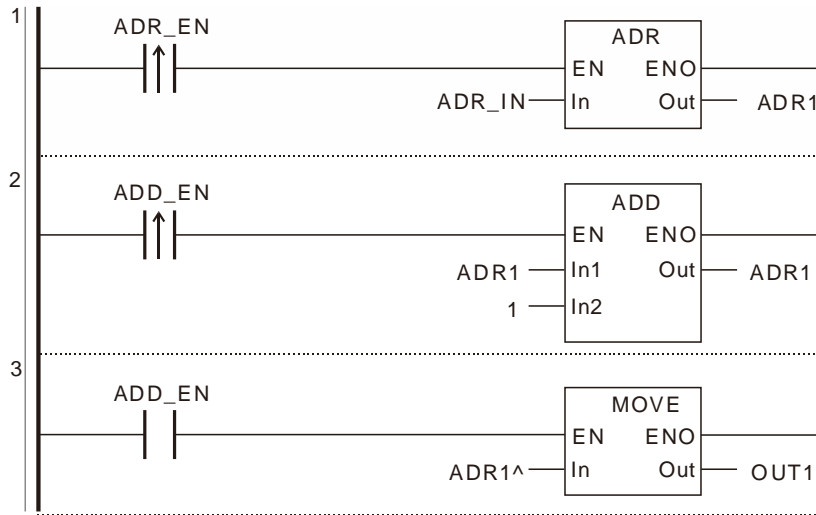 1
ADR_EN
ADR
EN ENO
ADR_IN In Out ADR1
2
ADD_EN
ADD
EN ENO
ADR1 In1 Out ADR1
1 In2
3
ADD_EN
MOVE
EN ENO
ADR1^ In Out OUT1